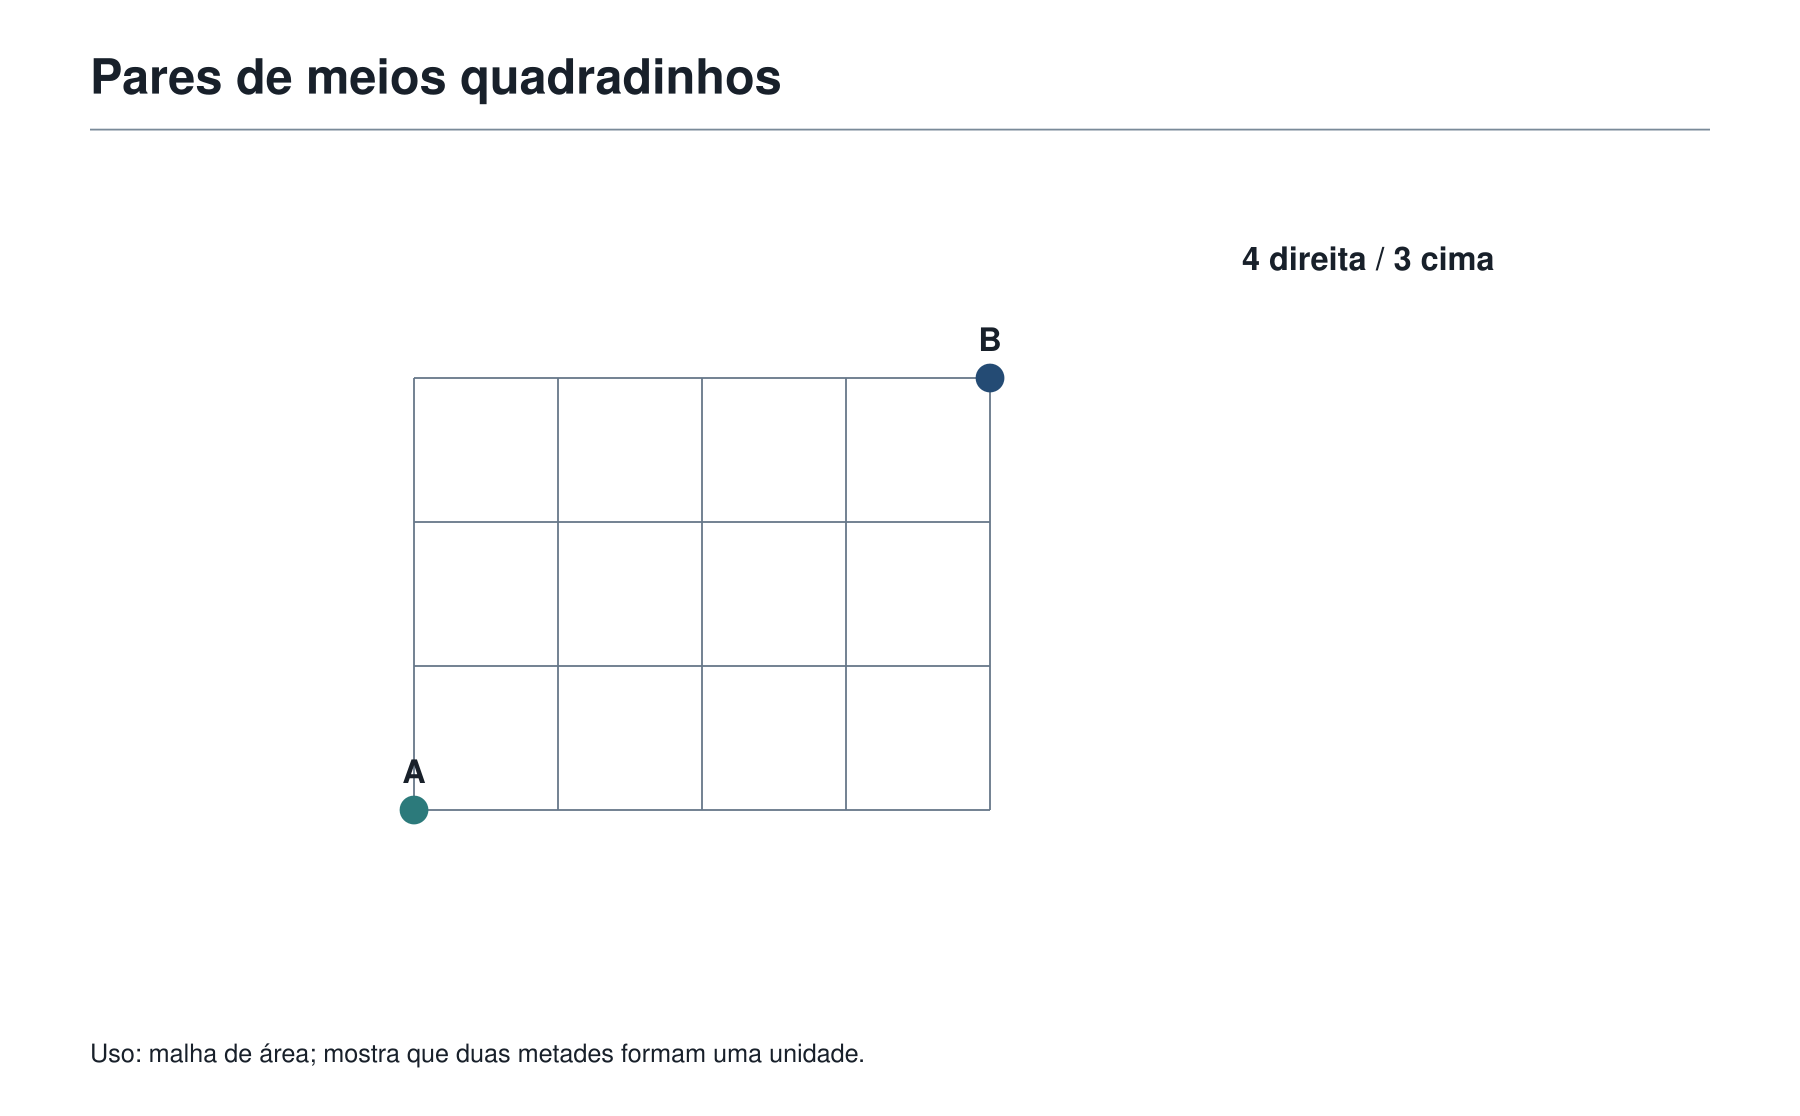 Pares de meios quadradinhos
4 direita / 3 cima
B
A
Uso: malha de área; mostra que duas metades formam uma unidade.